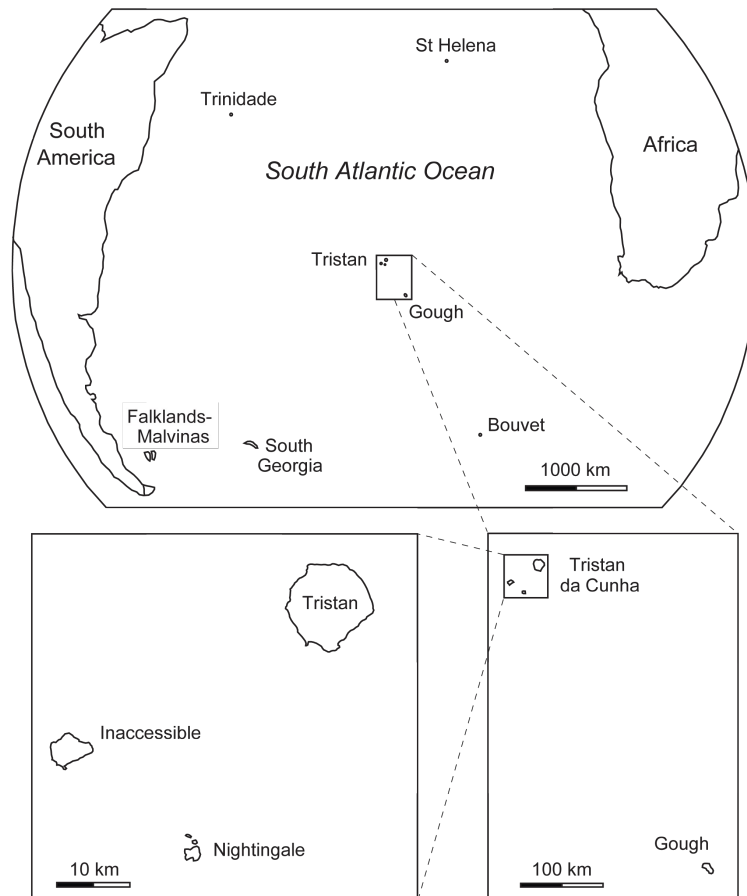 St Helena
Trinidade
South
America
Africa
South Atlantic Ocean
Tristan
Gough
Falklands-
Malvinas
South
Georgia
Bouvet
1000 km
Tristan
Inaccessible
Nightingale
10 km
Tristan
da Cunha
Gough
100 km